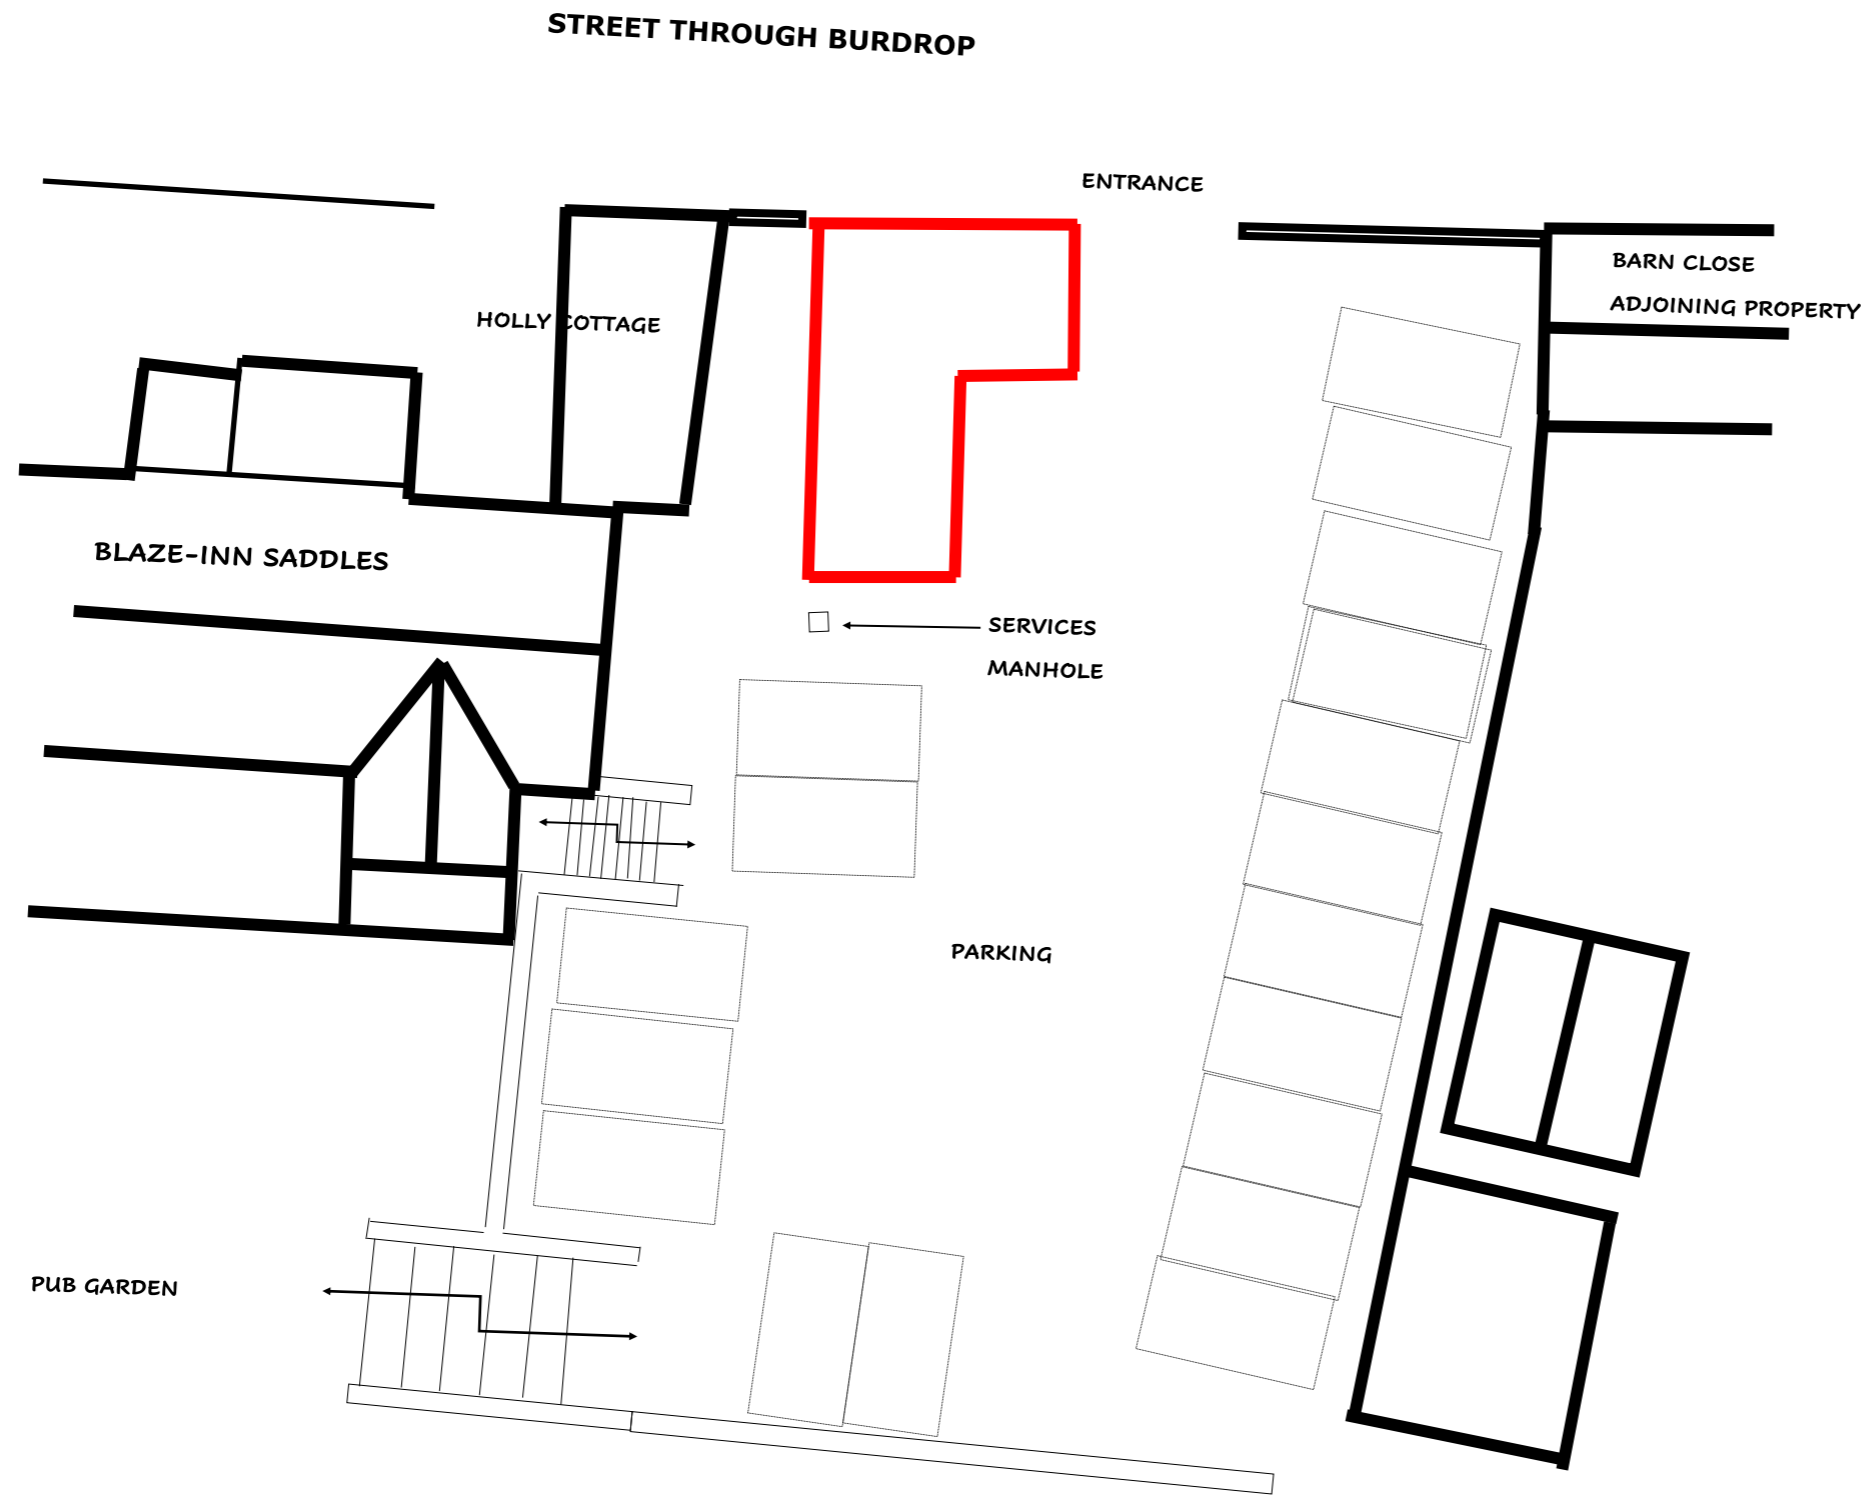 STREET THROUGH BURDROP
ENTRANCE
BARN CLOSE
ADJOINING PROPERTY
HOLLY COTTAGE
BLAZE-INN SADDLES
SERVICES
MANHOLE
PARKING
PUB GARDEN